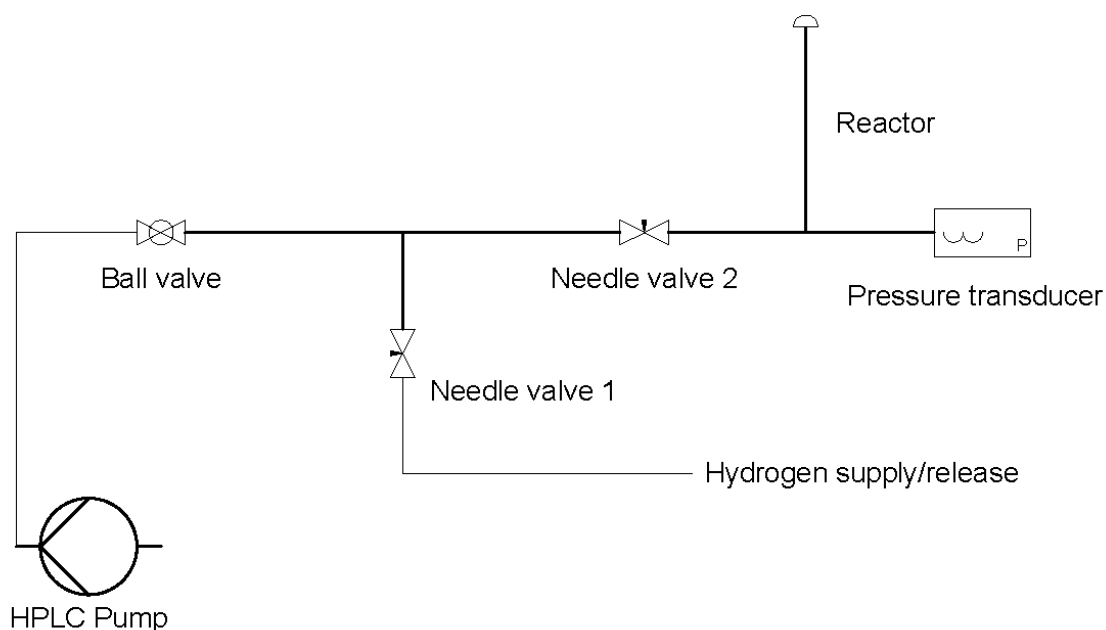 Reactor
Ball valve
Needle valve 2
Pressure transducer
P
Needle valve 1
Hydrogen supply/release
HPLC Pump